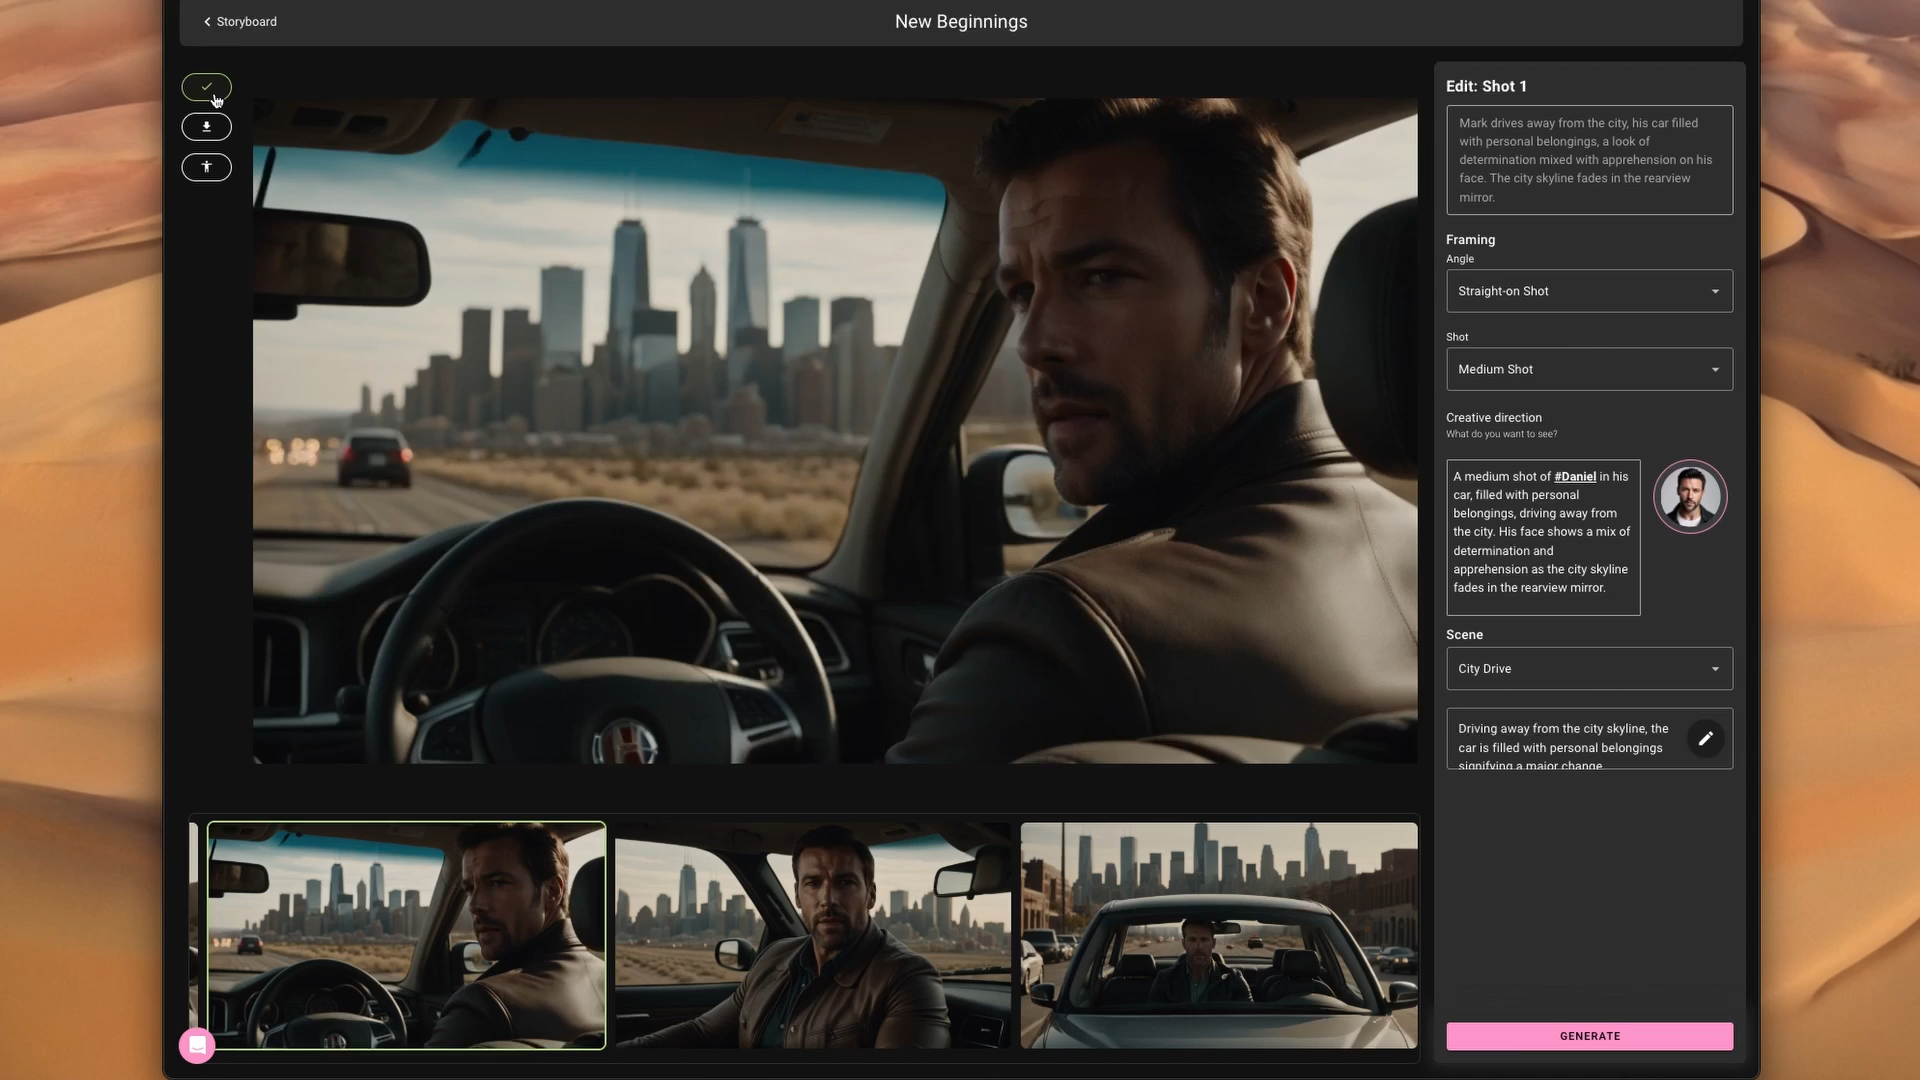 Storyboard
New Beginnings
Edit: Shot 1
Mark drives away from the city, his car filled
with personal belongings, a look of
determination mixed with apprehension on his
face. The city skyline fades in the rearview
mirror.
Framing
Angle
Straight-on Shot
Shot
Medium Shot
Creative direction
What do you want to see?
A medium shot of #Daniel in his
car, filled with personal
belongings, driving away from
the city. His face shows a mix of
determination and
apprehension as the city skyline
fades in the rearview mirror.
Scene
City Drive
Driving away from the city skyline, the
car is filled with personal belongings
signifying a major change.
GENERATE